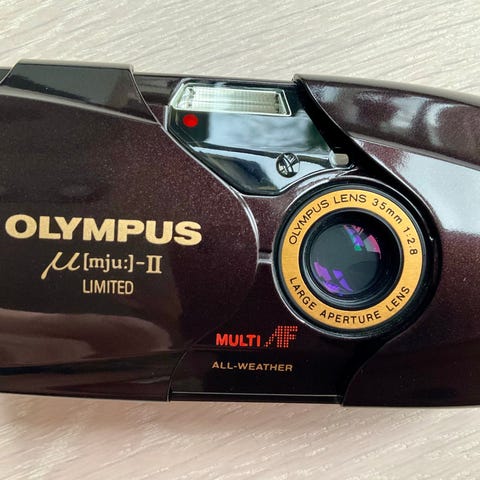 OLYMPUS
µ[mju:]-II
LIMITED
OLYMPUS LENS 35mm 1:2.8
LARGE APERTURE LENS
MULTI AF
ALL-WEATHER